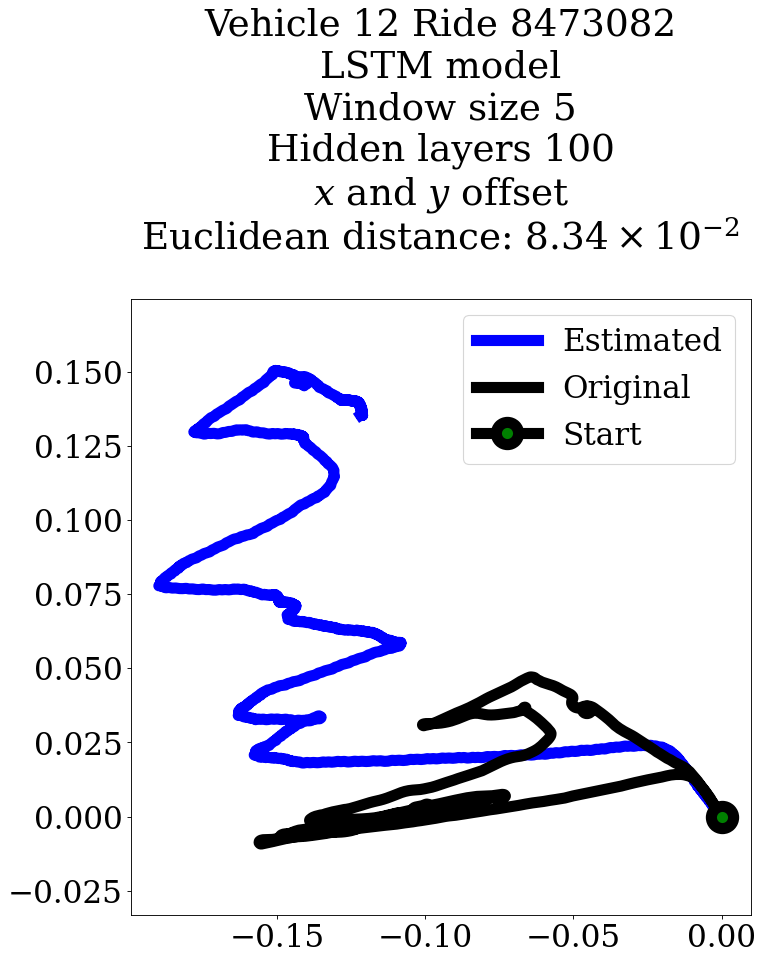 Vehicle 12 Ride 8473082
LSTM model
Window size 5
Hidden layers 100
x and y offset
Euclidean distance: 8.34 × 10⁻²
Estimated
Original
Start
0.150
0.125
0.100
0.075
0.050
0.025
0.000
−0.025
−0.15 −0.10 −0.05 0.00